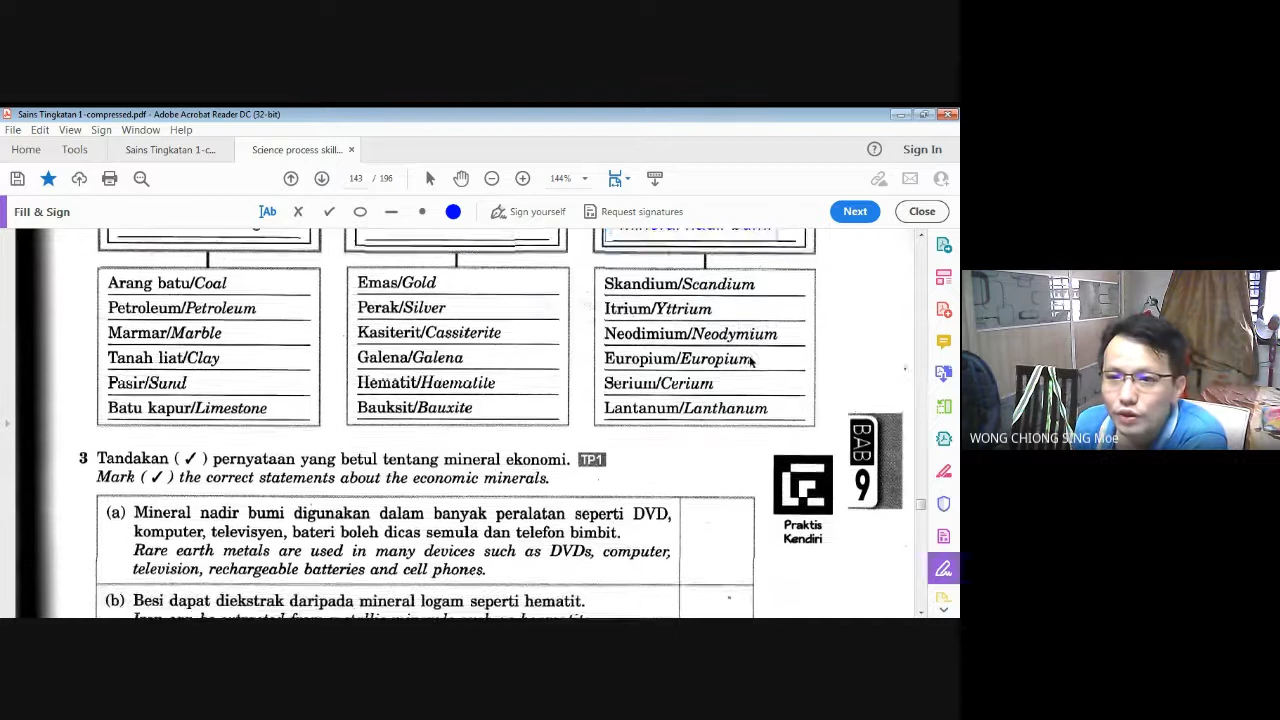 Sains Tingkatan 1-compressed.pdf - Adobe Acrobat Reader DC (32-bit)
File Edit View Sign Window Help
Home Tools Sains Tingkatan 1-c... Science process skill... × Sign In
143 / 196 144%
Fill & Sign Ab Sign yourself Request signatures Next Close
Arang batu/Coal
Petroleum/Petroleum
Marmar/Marble
Tanah liat/Clay
Pasir/Sand
Batu kapur/Limestone
Emas/Gold
Perak/Silver
Kasiterit/Cassiterite
Galena/Galena
Hematit/Haematite
Bauksit/Bauxite
mineral nadir bumi
Skandium/Scandium
Itrium/Yttrium
Neodimium/Neodymium
Europium/Europium
Serium/Cerium
Lantanum/Lanthanum
3 Tandakan (✓) pernyataan yang betul tentang mineral ekonomi. TP1
Mark (✓) the correct statements about the economic minerals.
(a) Mineral nadir bumi digunakan dalam banyak peralatan seperti DVD,
komputer, televisyen, bateri boleh dicas semula dan telefon bimbit.
Rare earth metals are used in many devices such as DVDs, computer,
television, rechargeable batteries and cell phones.
(b) Besi dapat diekstrak daripada mineral logam seperti hematit.
Praktis
Kendiri
BAB
9
WONG CHIONG SING Moe